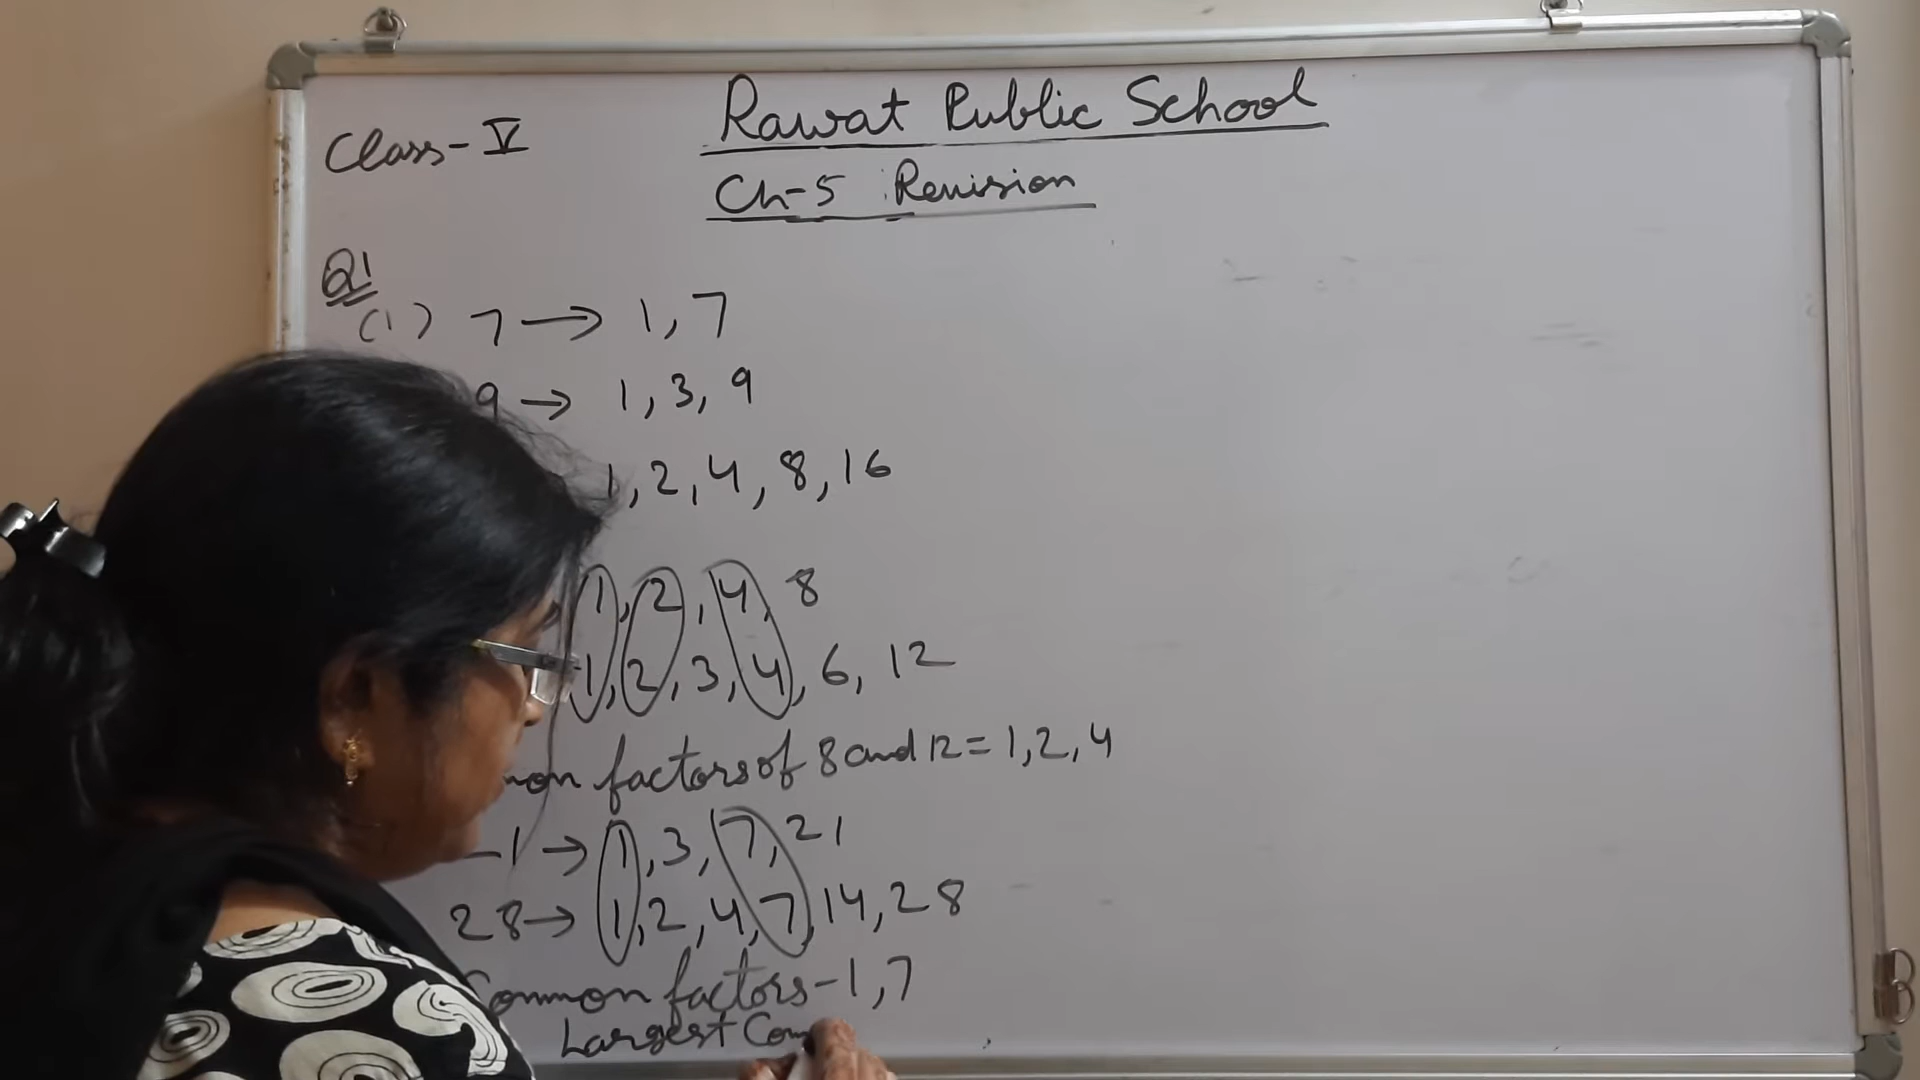 Rawat Public School
Class-V
Ch-5 Revision
Q1
(1) 7 → 1, 7
9 → 1, 3, 9
1, 2, 4, 8, 16
1, 2, 4, 8
1, 2, 3, 4, 6, 12
factors of 8 and 12 = 1, 2, 4
→ 1, 3, 7, 21
28 → 1, 2, 4, 7, 14, 28
Common factors - 1, 7
Largest Com